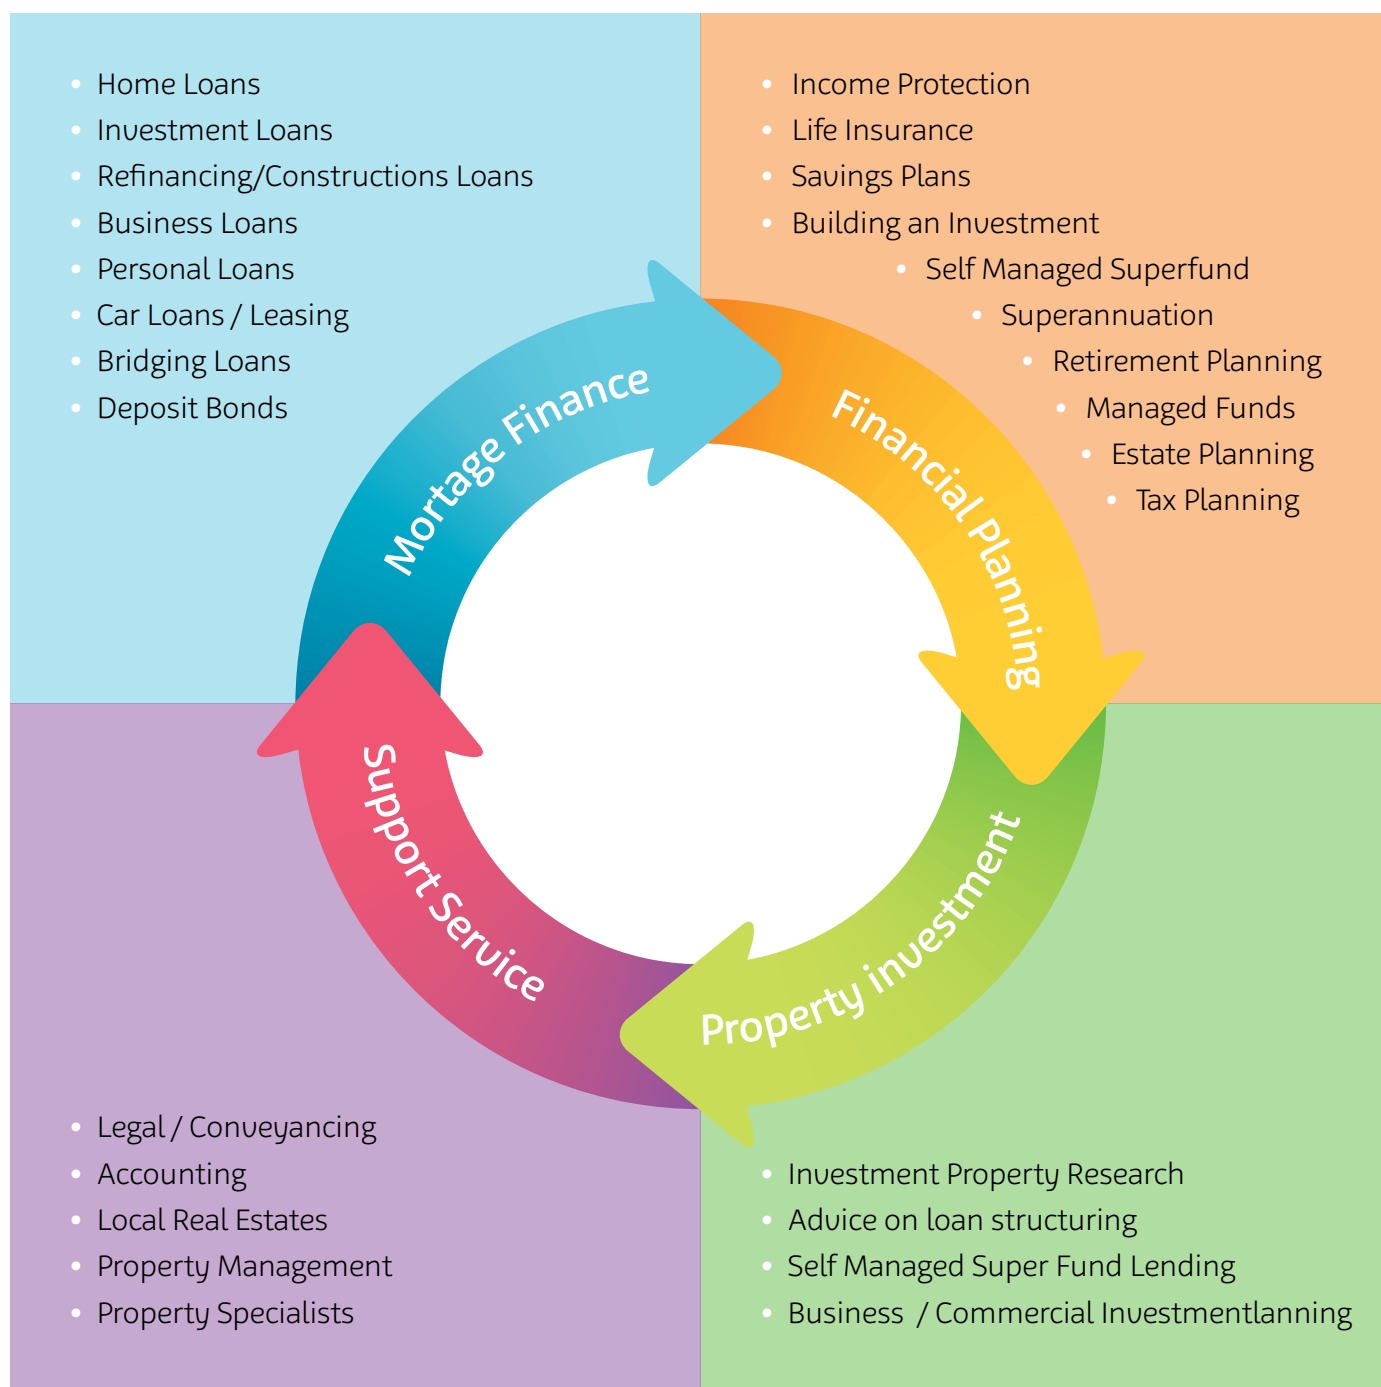 • Home Loans
• Investment Loans
• Refinancing/Constructions Loans
• Business Loans
• Personal Loans
• Car Loans / Leasing
• Bridging Loans
• Deposit Bonds
• Income Protection
• Life Insurance
• Savings Plans
• Building an Investment
• Self Managed Superfund
• Superannuation
• Retirement Planning
• Managed Funds
• Estate Planning
• Tax Planning
Mortage Finance
Financial Planning
Support Service
Property investment
• Legal / Conveyancing
• Accounting
• Local Real Estates
• Property Management
• Property Specialists
• Investment Property Research
• Advice on loan structuring
• Self Managed Super Fund Lending
• Business / Commercial Investmentlanning